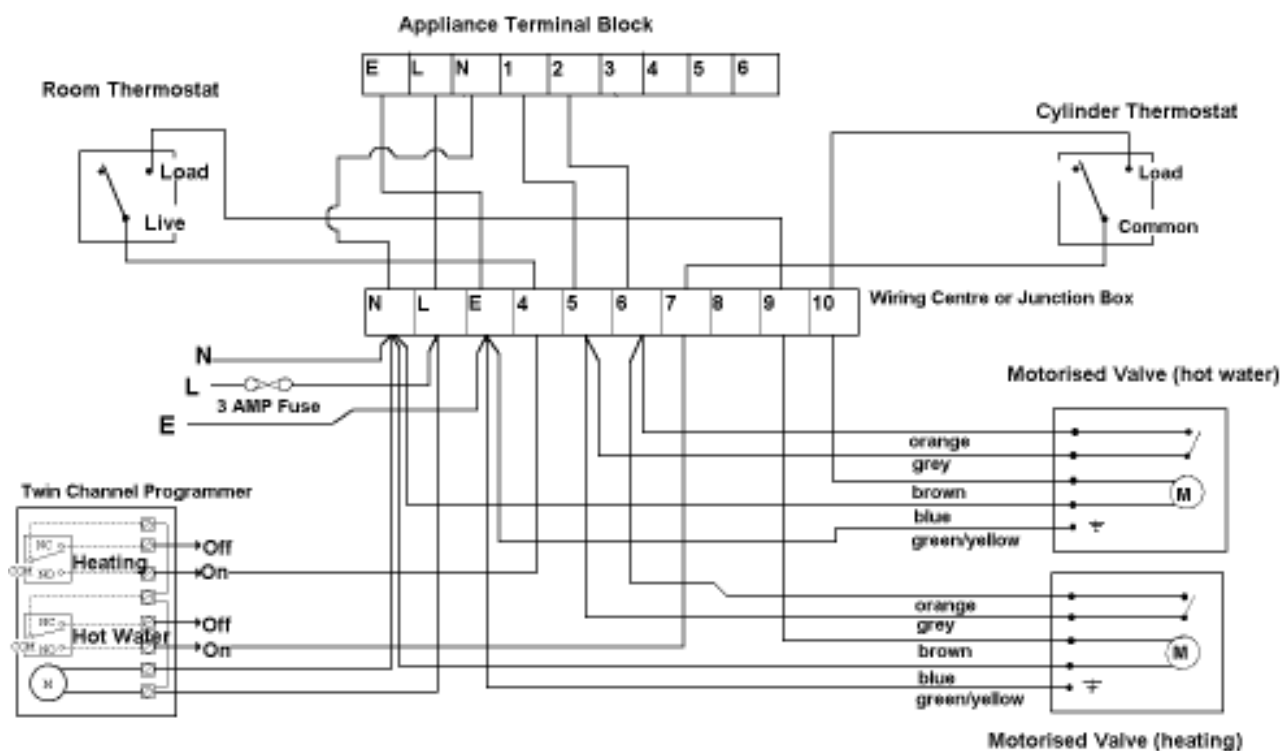 Appliance Terminal Block
E L N 1 2 3 4 5 6
Room Thermostat
Load
Live
Cylinder Thermostat
Load
Common
N L E 4 5 6 7 8 9 10
Wiring Centre or Junction Box
N
L
3 AMP Fuse
E
Motorised Valve (hot water)
orange
grey
brown
blue
green/yellow
M
Twin Channel Programmer
NC
Heating
COM
NO
Off
On
NC
Hot Water
COM
NO
Off
On
orange
grey
brown
blue
green/yellow
M
Motorised Valve (heating)